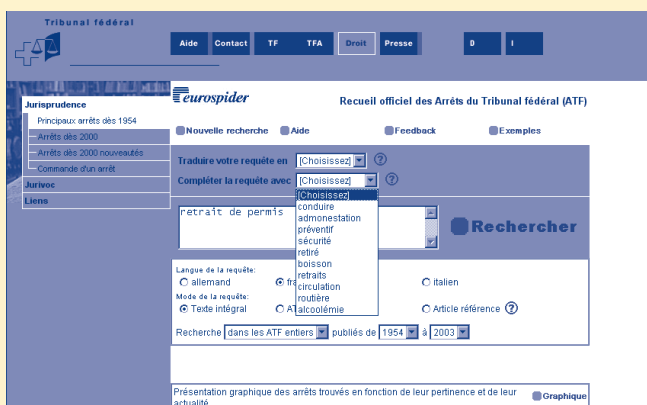 Tribunal fédéral
Aide Contact TF TFA Droit Presse D I
eurospider
Recueil officiel des Arrêts du Tribunal fédéral (ATF)
Jurisprudence
Principaux arrêts dès 1954
Arrêts dès 2000
Arrêts dès 2000 nouveautés
Commande d'un arrêt
Jurivoc
Liens
Nouvelle recherche Aide Feedback Exemples
Traduire votre requête en [Choisissez] ?
Compléter la requête avec [Choisissez] ?
[Choisissez]
conduire
admonestation
préventif
sécurité
retiré
boisson
retraits
circulation
routière
alcoolémie
retrait de permis
Rechercher
Langue de la requête:
allemand fra italien
Mode de la requête:
Texte intégral AT Article référence ?
Recherche dans les ATF entiers publiés de 1954 à 2003
Présentation graphique des arrêts trouvés en fonction de leur pertinence et de leur
actualité
Graphique